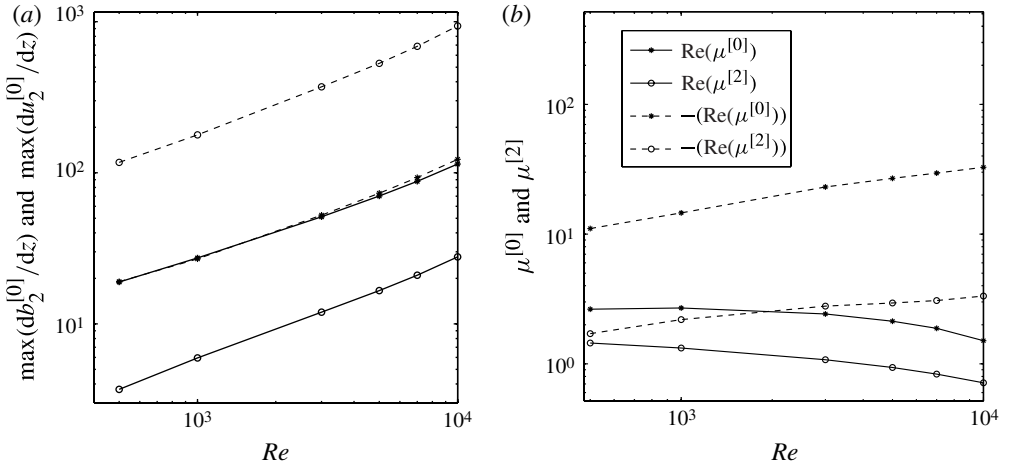 (a)
10³
10²
10¹
max(db₂^[0]/dz) and max(du₂^[0]/dz)
10³
10⁴
Re
(b)
Re(μ^[0])
Re(μ^[2])
−(Re(μ^[0]))
−(Re(μ^[2]))
10²
10¹
10⁰
μ^[0] and μ^[2]
10³
10⁴
Re